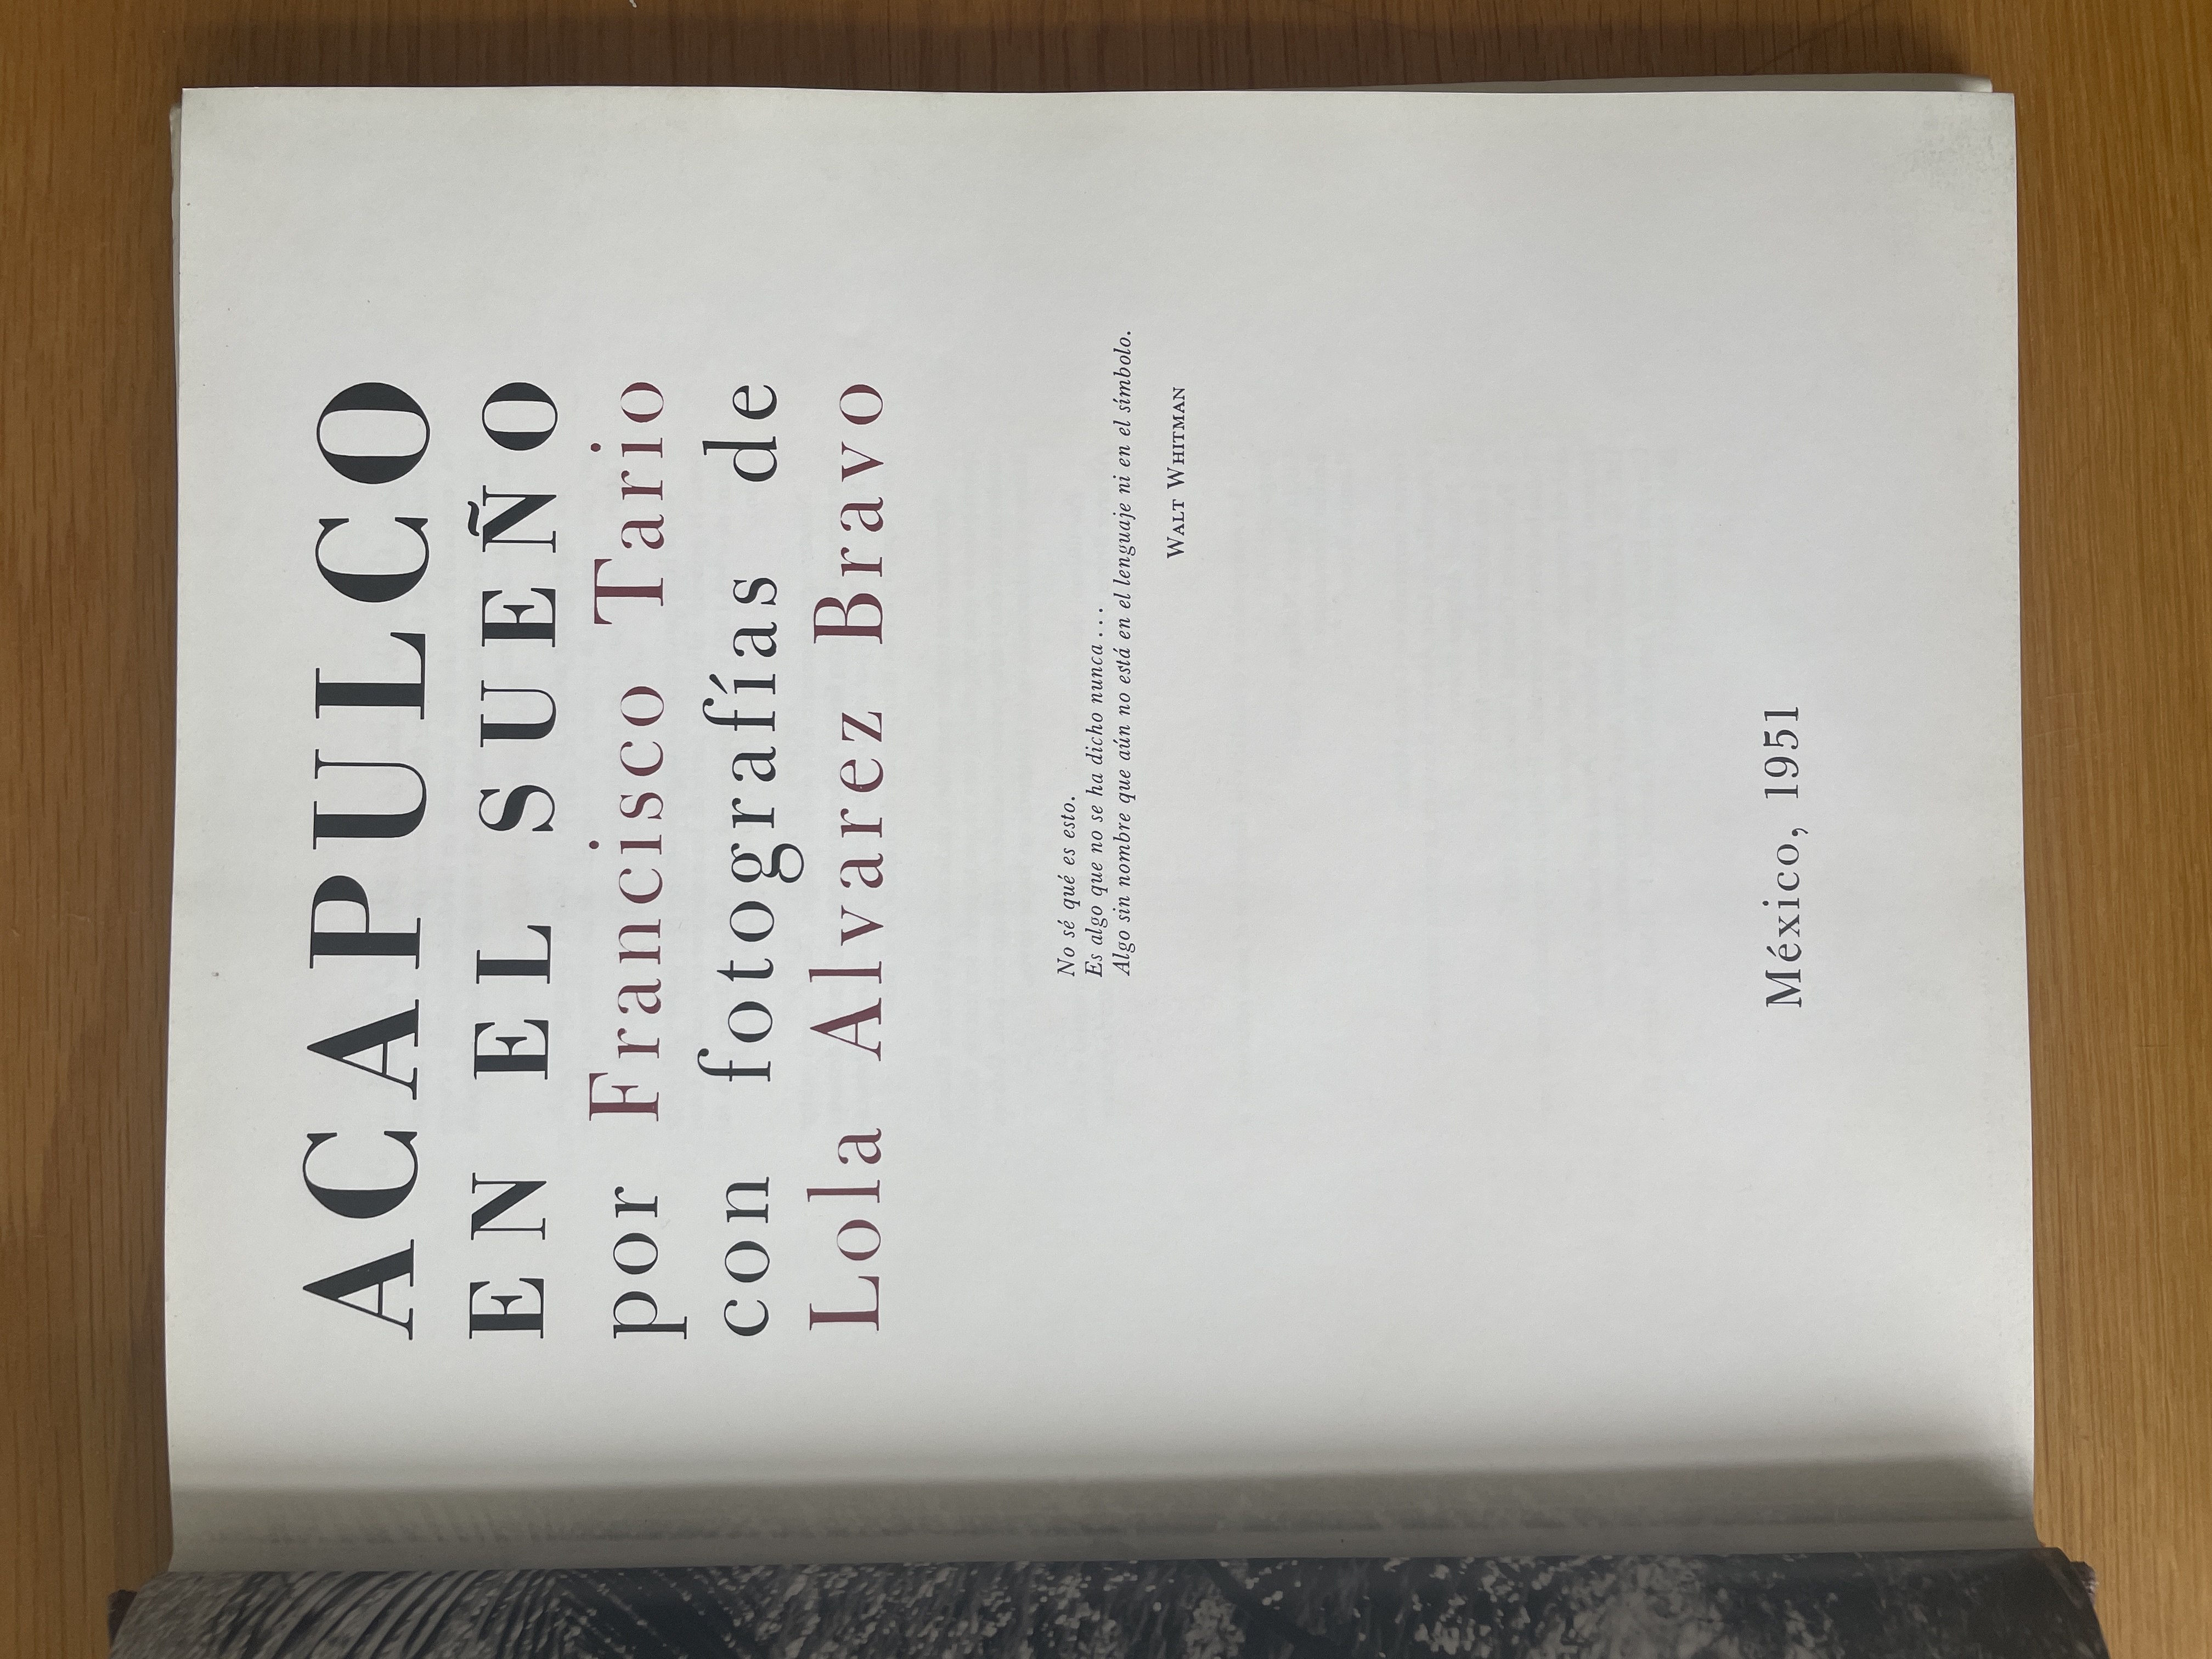 ACAPULCO
EN EL SUEÑO
por Francisco Tario
con fotografías de
Lola Alvarez Bravo
No sé qué es esto.
Es algo que no se ha dicho nunca . . .
Algo sin nombre que aún no está en el lenguaje ni en el símbolo.
WALT WHITMAN
México, 1951